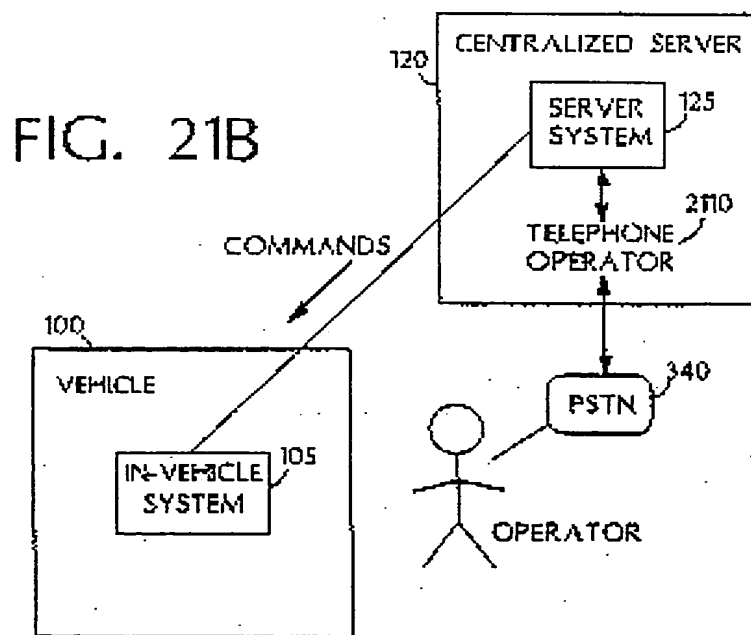 FIG. 21B
120
CENTRALIZED SERVER
SERVER
SYSTEM
125
TELEPHONE
OPERATOR
2110
COMMANDS
100
VEHICLE
IN-VEHICLE
SYSTEM
105
PSTN
340
OPERATOR